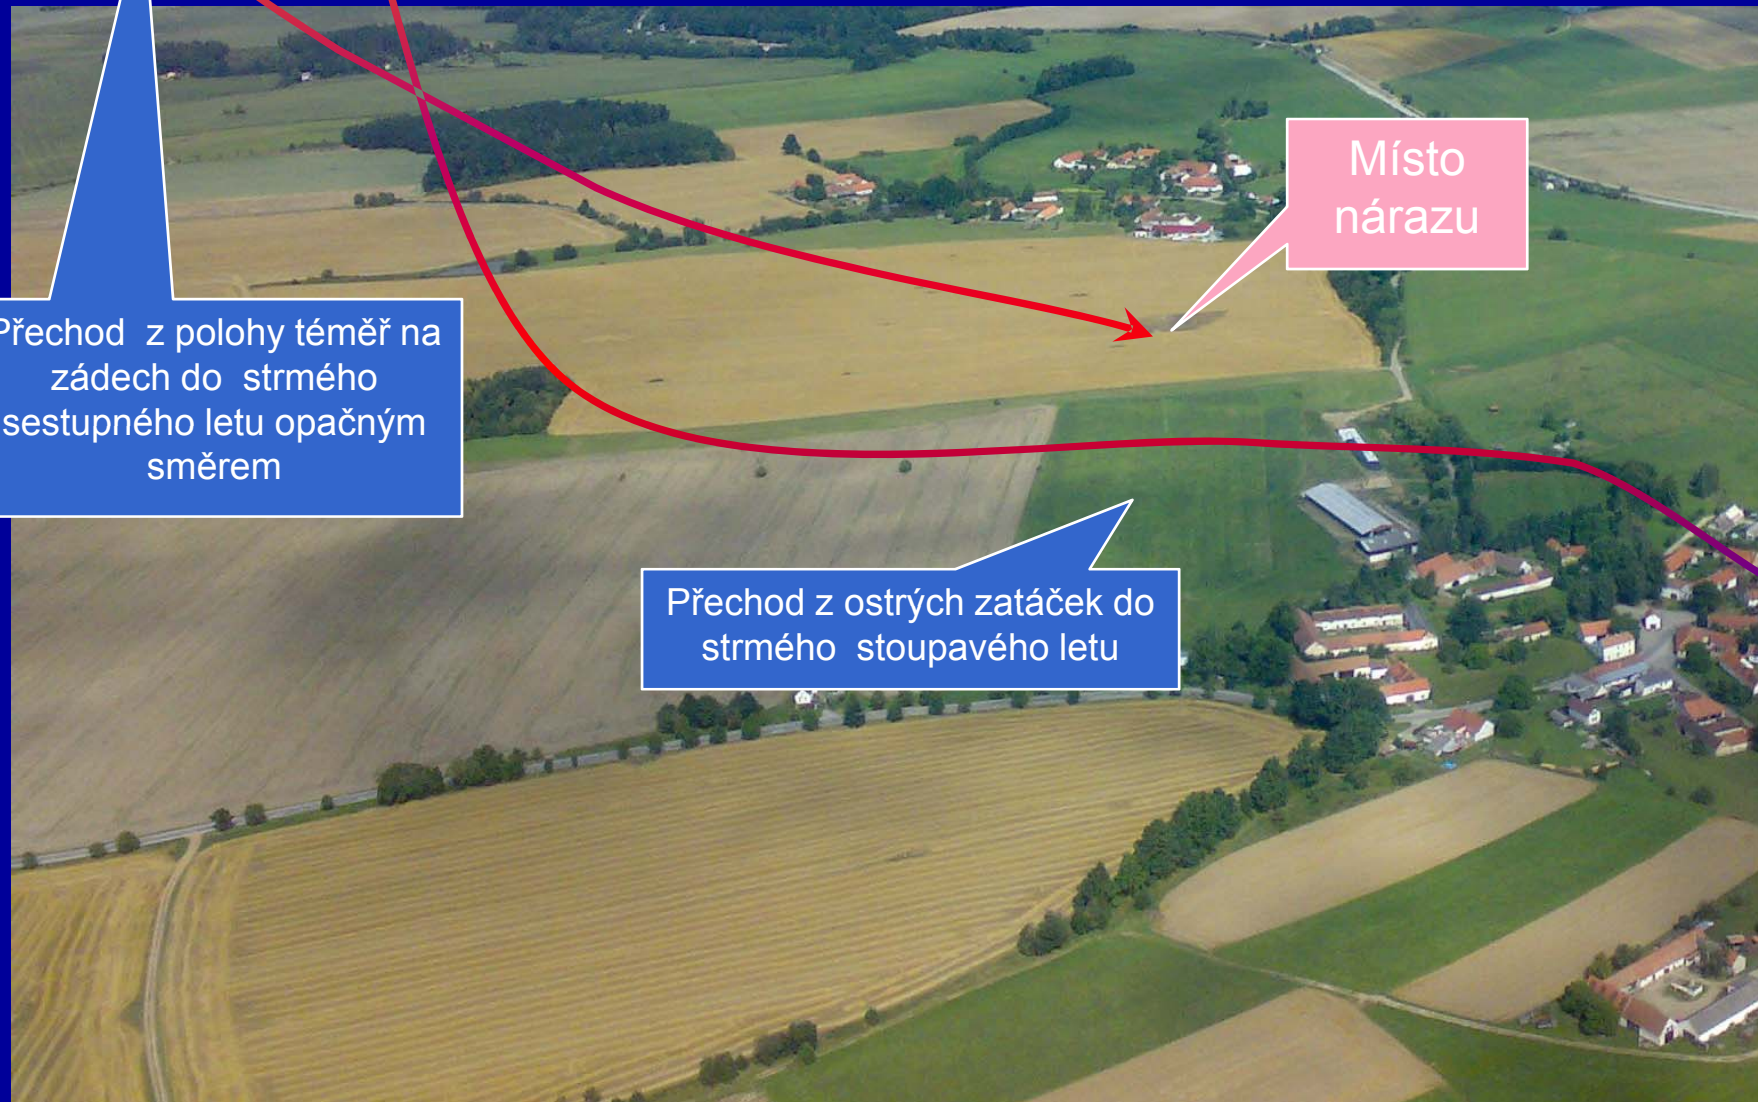 Místo
nárazu
Přechod z polohy téměř na
zádech do strmého
sestupného letu opačným
směrem
Přechod z ostrých zatáček do
strmého stoupavého letu